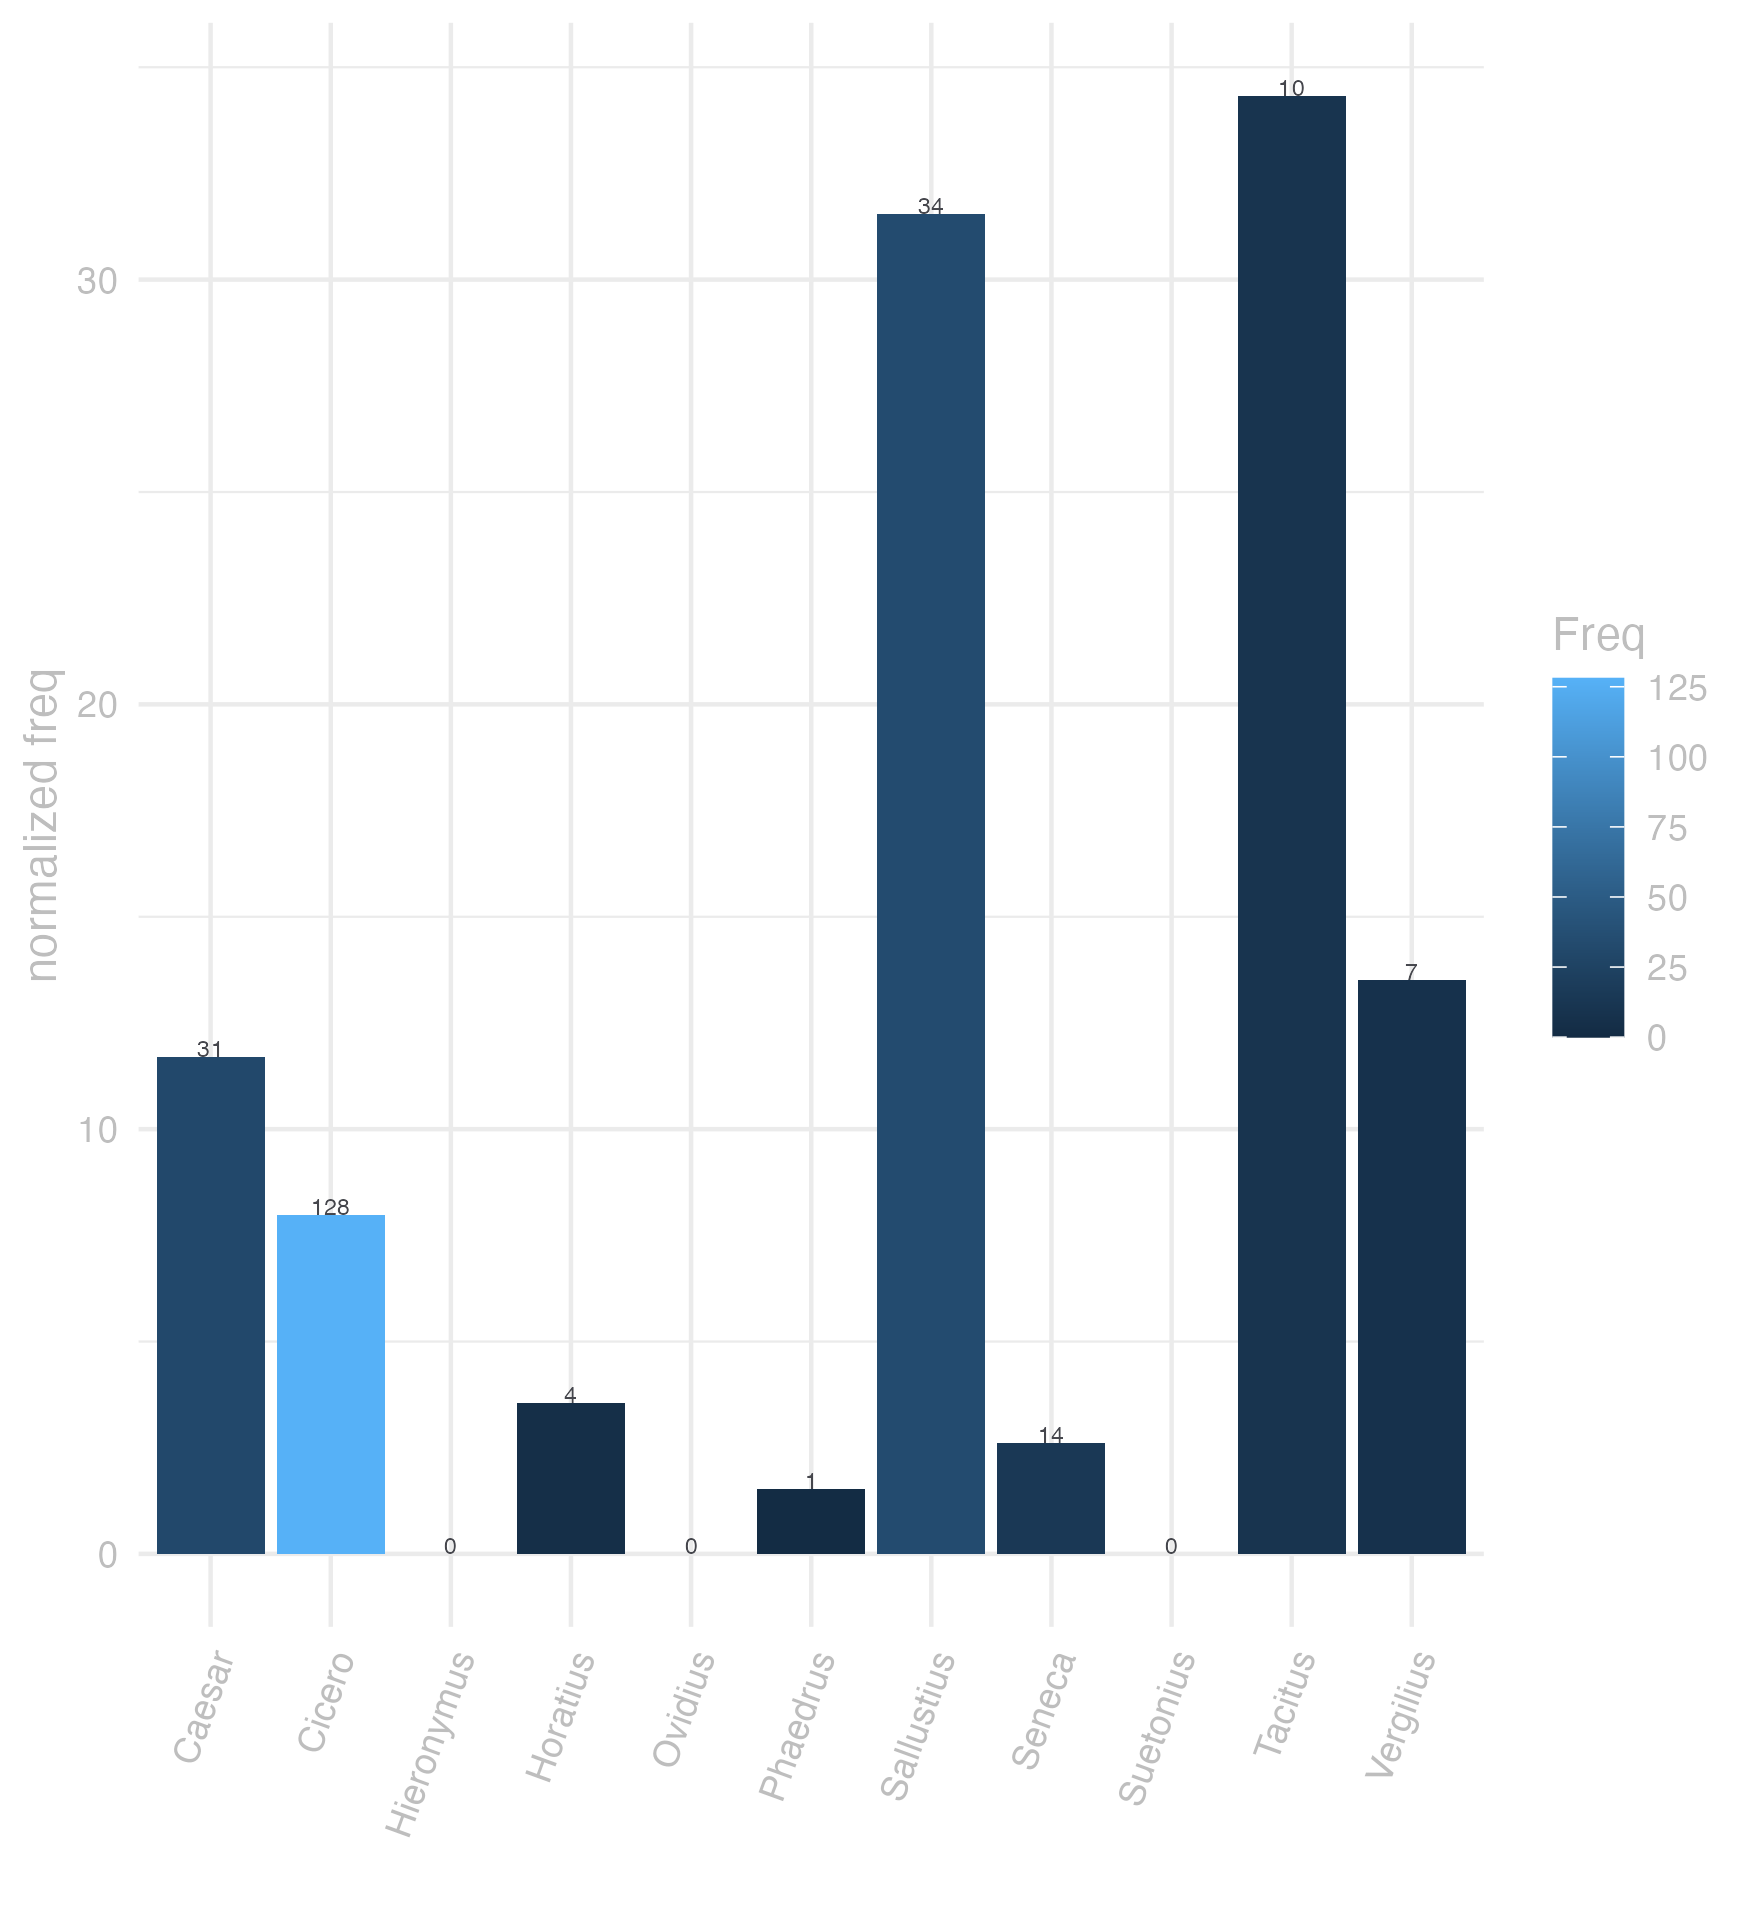 10
34
30
Freq
125
normalized freq
20
100
75
50
7
25
0
31
10
128
4
14
1
0
0
0
0
Caesar
Cicero
Hieronymus
Horatius
Ovidius
Phaedrus
Sallustius
Seneca
Suetonius
Tacitus
Vergilius